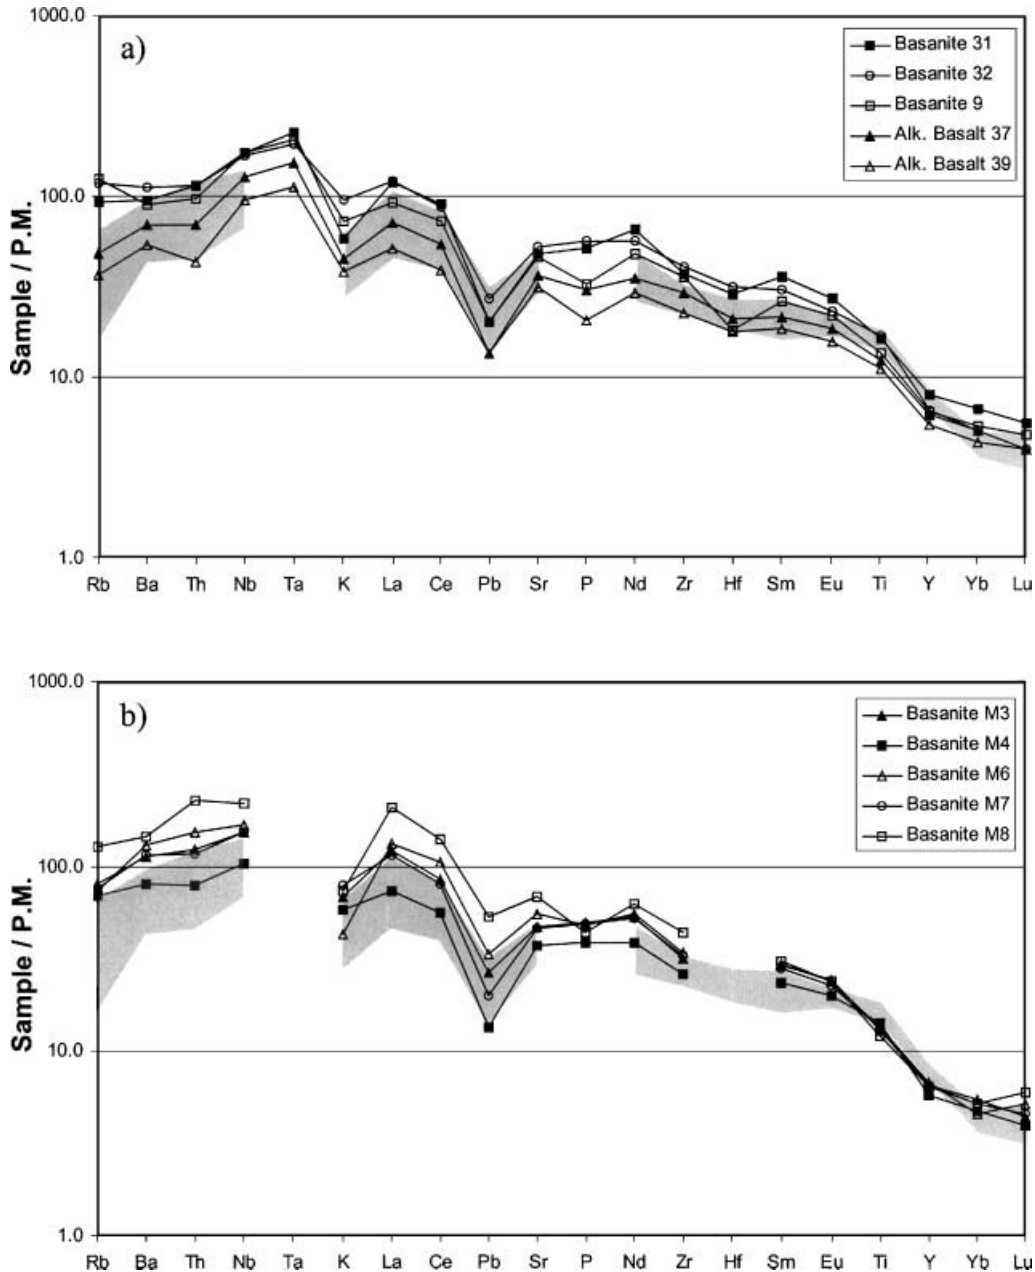 a)
1000.0
100.0
10.0
1.0
Sample / P.M.
Basanite 31
Basanite 32
Basanite 9
Alk. Basalt 37
Alk. Basalt 39
Rb Ba Th Nb Ta K La Ce Pb Sr P Nd Zr Hf Sm Eu Ti Y Yb Lu
b)
1000.0
100.0
10.0
1.0
Sample / P.M.
Basanite M3
Basanite M4
Basanite M6
Basanite M7
Basanite M8
Rb Ba Th Nb Ta K La Ce Pb Sr P Nd Zr Hf Sm Eu Ti Y Yb Lu